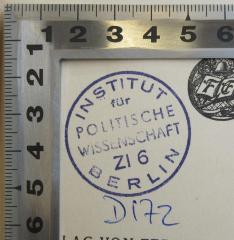 1 2 3 4 5 6
1
2
3
4
5
6
INSTITUT
für
POLITISCHE
WISSENSCHAFT
ZI 6
BERLIN
D172